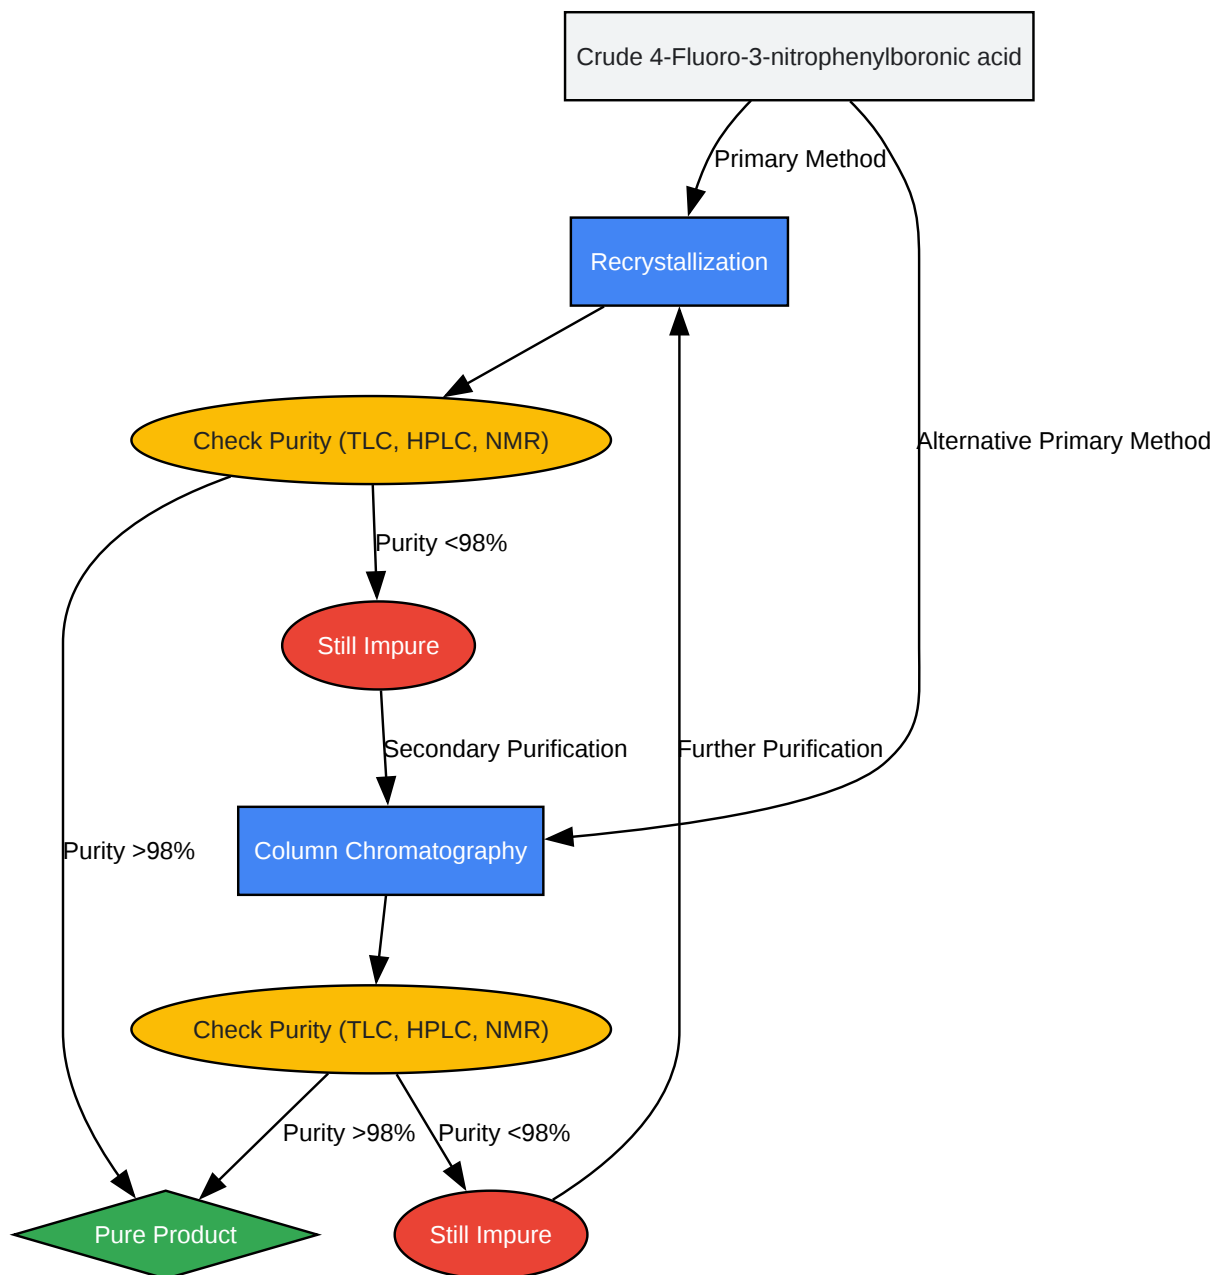 Crude 4-Fluoro-3-nitrophenylboronic acid
Primary Method
Recrystallization
Check Purity (TLC, HPLC, NMR)
Alternative Primary Method
Purity <98%
Still Impure
Secondary Purification
Further Purification
Purity >98%
Column Chromatography
Check Purity (TLC, HPLC, NMR)
Purity >98%
Purity <98%
Pure Product
Still Impure